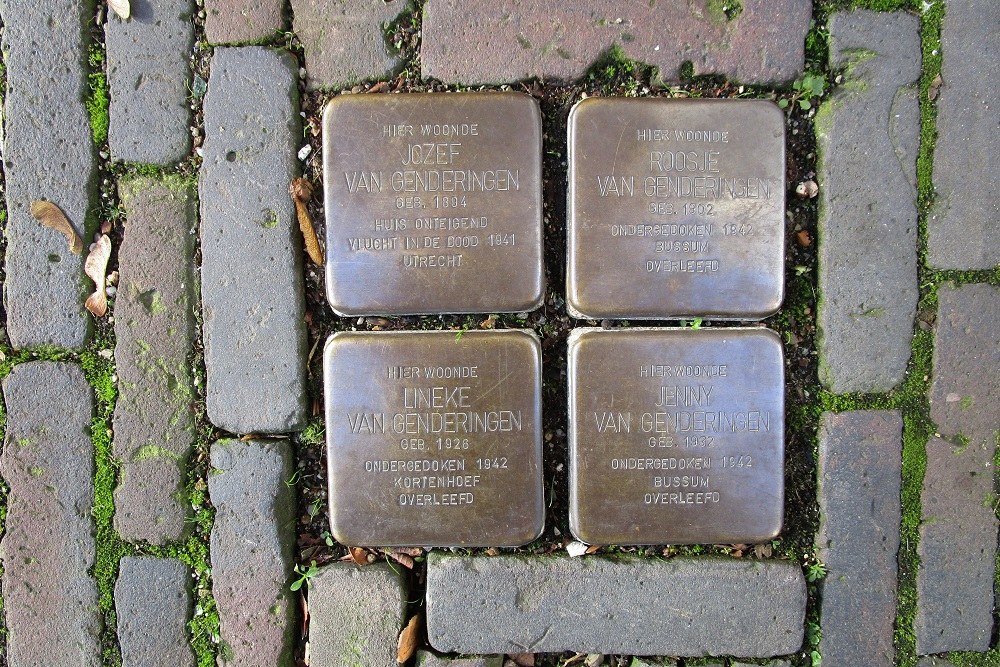 HIER WOONDE
JOZEF
VAN GENDERINGEN
GEB. 1894
HUIS ONTEIGEND
VLUCHT IN DE DOOD 1941
UTRECHT
HIER WOONDE
ROOSJE
VAN GENDERINGEN
GEB. 1902
ONDERGEDOKEN 1942
BUSSUM
OVERLEEFD
HIER WOONDE
LINEKE
VAN GENDERINGEN
GEB. 1926
ONDERGEDOKEN 1942
KORTENHOEF
OVERLEEFD
HIER WOONDE
JENNY
VAN GENDERINGEN
GEB. 1932
ONDERGEDOKEN 1942
BUSSUM
OVERLEEFD